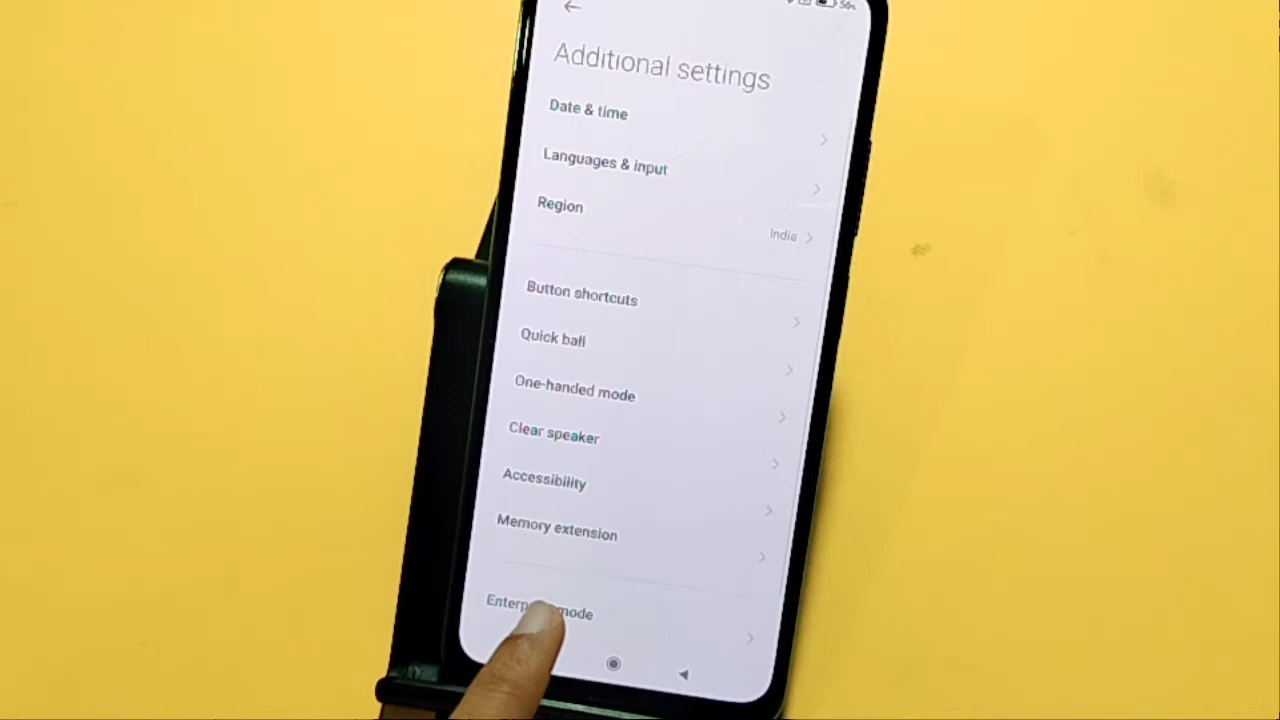 56%
Additional settings
Date & time
Languages & input
Region
India
Button shortcuts
Quick ball
One-handed mode
Clear speaker
Accessibility
Memory extension
mode